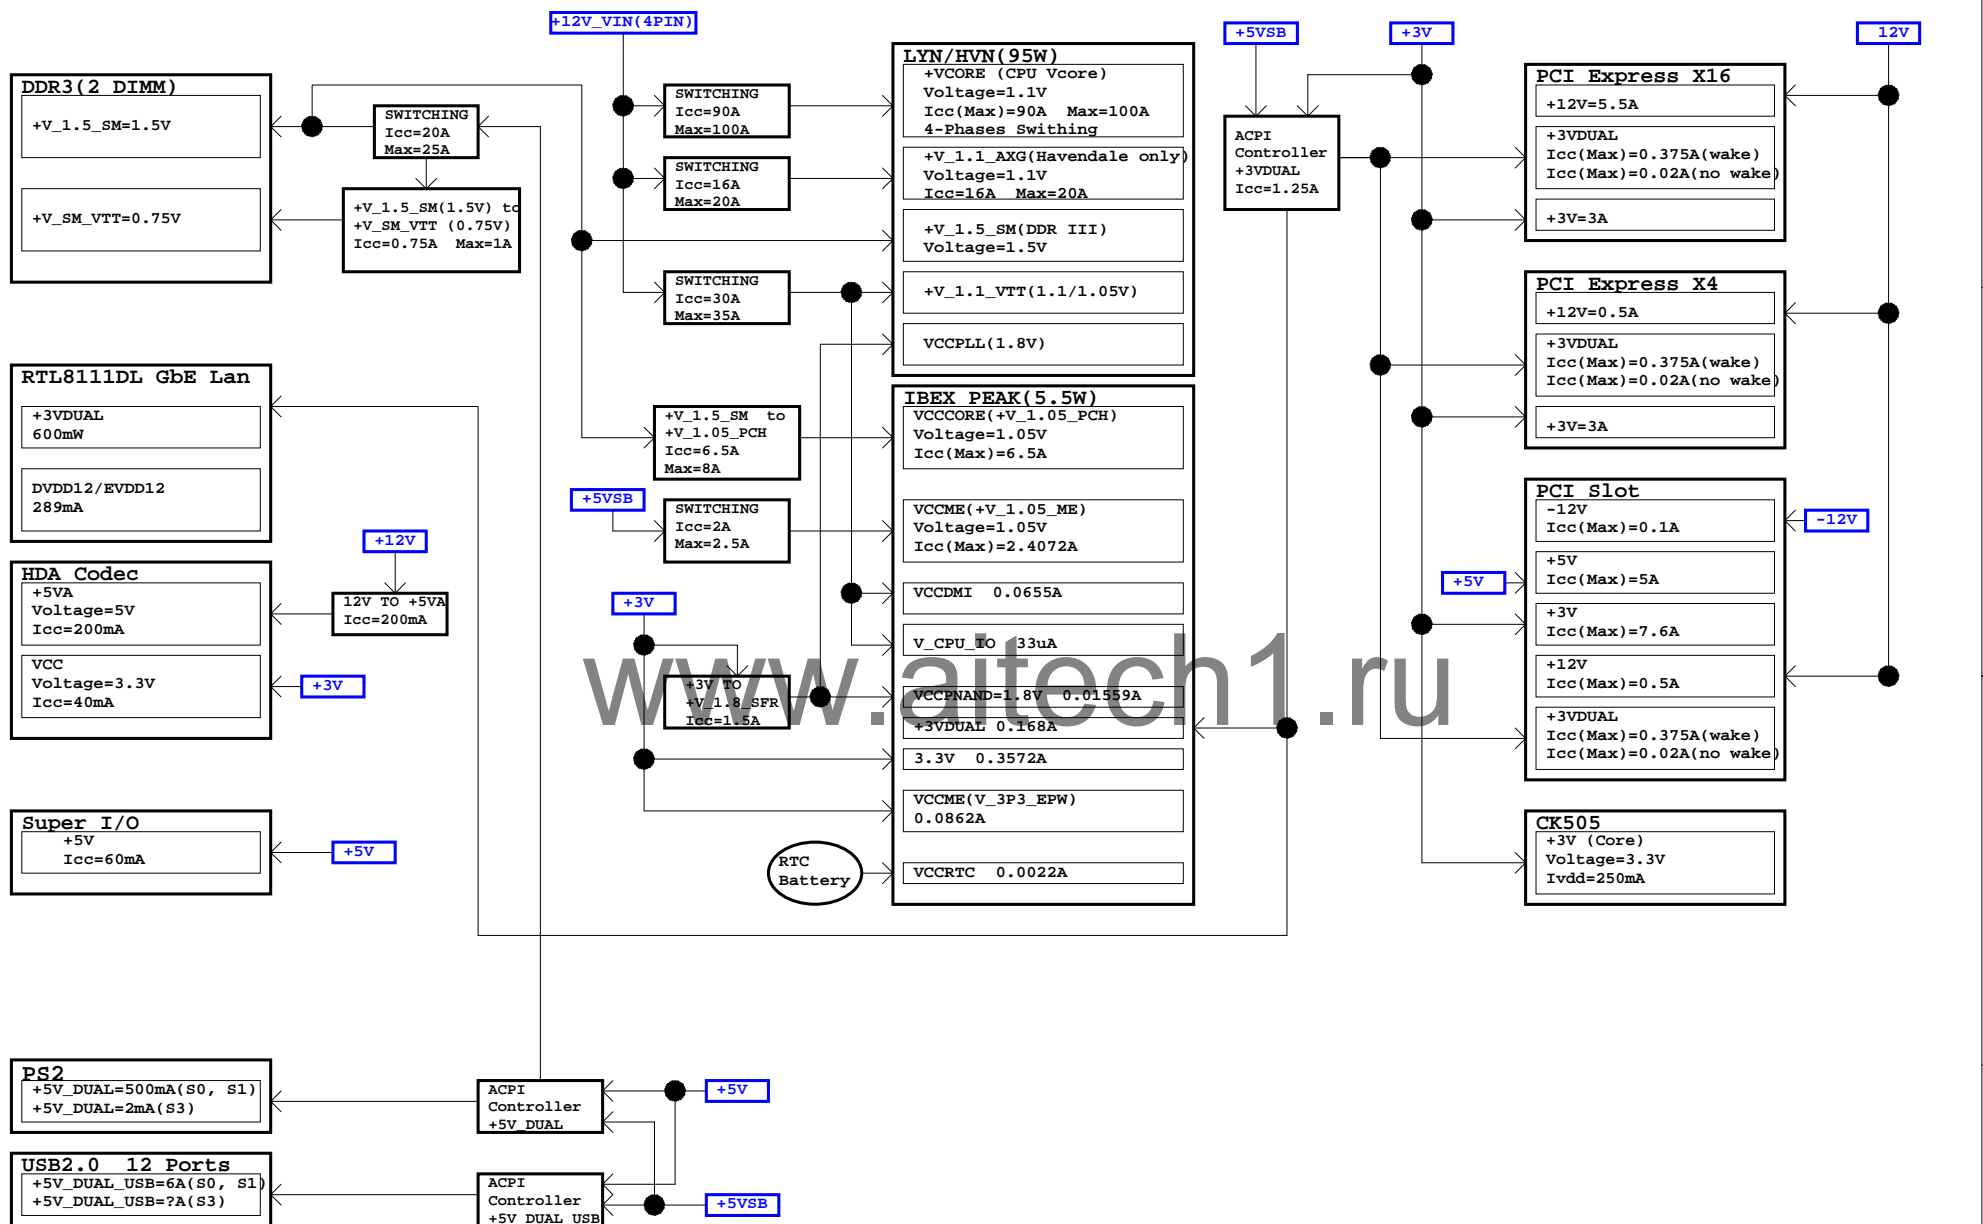 +12V_VIN(4PIN)
DDR3(2 DIMM)
+V_1.5_SM=1.5V
+V_SM_VTT=0.75V
SWITCHING
Icc=20A
Max=25A
+V_1.5_SM(1.5V) to
+V_SM_VTT (0.75V)
Icc=0.75A Max=1A
RTL8111DL GbE Lan
+3VDUAL
600mW
DVDD12/EVDD12
289mA
+12V
12V TO +5VA
Icc=200mA
HDA Codec
+5VA
Voltage=5V
Icc=200mA
VCC
Voltage=3.3V
Icc=40mA
+3V
Super I/O
+5V
Icc=60mA
+5V
PS2
+5V_DUAL=500mA(S0, S1)
+5V_DUAL=2mA(S3)
USB2.0 12 Ports
+5V_DUAL_USB=6A(S0, S1)
+5V_DUAL_USB=?A(S3)
ACPI
Controller
+5V_DUAL
ACPI
Controller
+5V_DUAL_USB
+5V
+5VSB
SWITCHING
Icc=90A
Max=100A
SWITCHING
Icc=16A
Max=20A
SWITCHING
Icc=30A
Max=35A
+V_1.5_SM to
+V_1.05_PCH
Icc=6.5A
Max=8A
+5VSB
SWITCHING
Icc=2A
Max=2.5A
+3V
+3V TO
+V_1.8_SFR
Icc=1.5A
RTC
Battery
LYN/HVN(95W)
+VCORE (CPU Vcore)
Voltage=1.1V
Icc(Max)=90A Max=100A
4-Phases Swithing
+V_1.1_AXG(Havendale only)
Voltage=1.1V
Icc=16A Max=20A
+V_1.5_SM(DDR III)
Voltage=1.5V
+V_1.1_VTT(1.1/1.05V)
VCCPLL(1.8V)
IBEX PEAK(5.5W)
VCCCORE(+V_1.05_PCH)
Voltage=1.05V
Icc(Max)=6.5A
VCCME(+V_1.05_ME)
Voltage=1.05V
Icc(Max)=2.4072A
VCCDMI 0.0655A
V_CPU_IO 33uA
VCCPNAND=1.8V 0.01559A
+3VDUAL 0.168A
3.3V 0.3572A
VCCME(V_3P3_EPW)
0.0862A
VCCRTC 0.0022A
www.aitech1.ru
+5VSB
+3V
12V
ACPI
Controller
+3VDUAL
Icc=1.25A
PCI Express X16
+12V=5.5A
+3VDUAL
Icc(Max)=0.375A(wake)
Icc(Max)=0.02A(no wake)
+3V=3A
PCI Express X4
+12V=0.5A
+3VDUAL
Icc(Max)=0.375A(wake)
Icc(Max)=0.02A(no wake)
+3V=3A
PCI Slot
-12V
Icc(Max)=0.1A
-12V
+5V
Icc(Max)=5A
+5V
+3V
Icc(Max)=7.6A
+12V
Icc(Max)=0.5A
+3VDUAL
Icc(Max)=0.375A(wake)
Icc(Max)=0.02A(no wake)
CK505
+3V (Core)
Voltage=3.3V
Ivdd=250mA